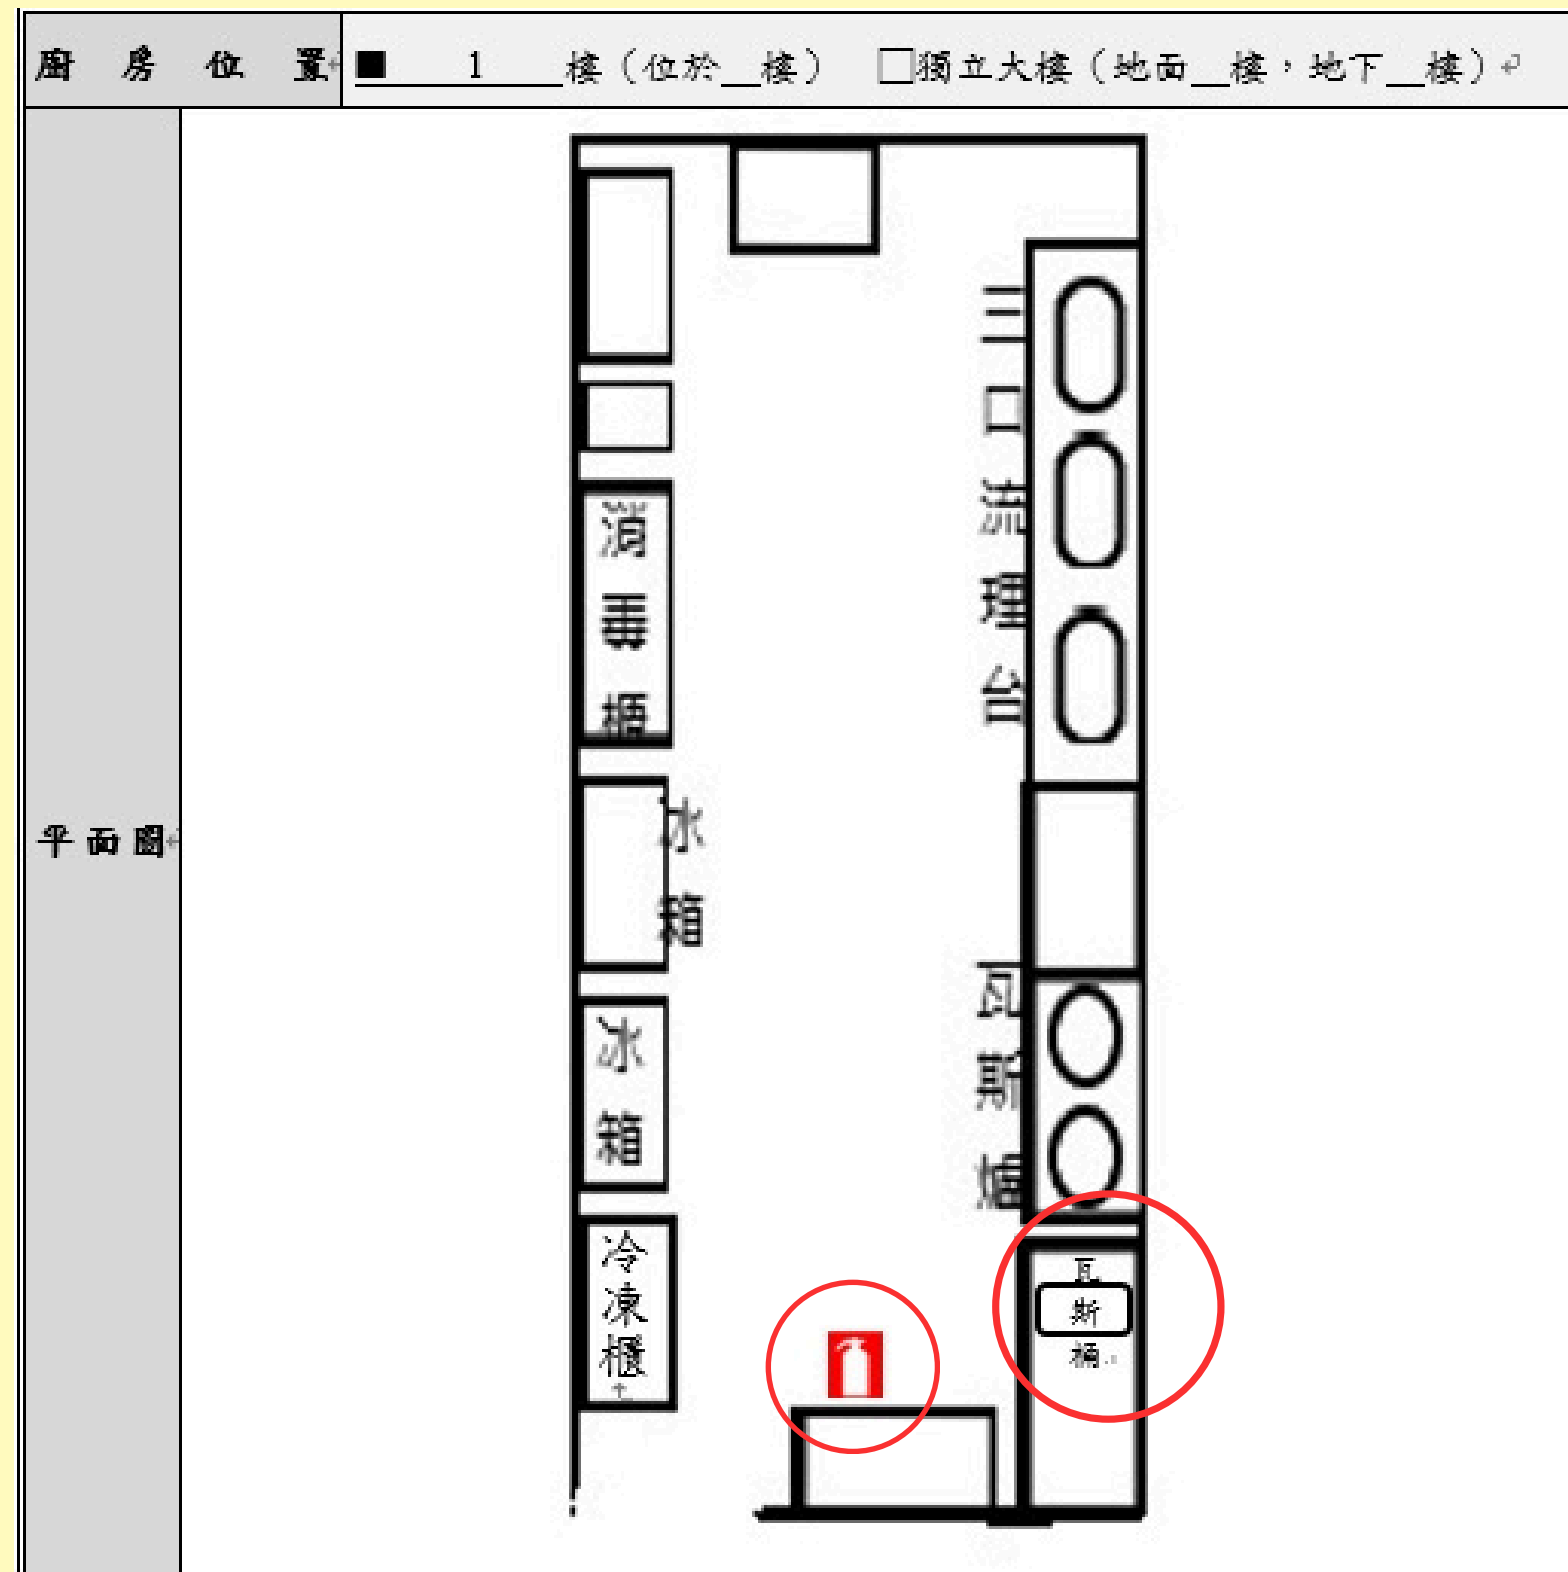 廚房位置 ■ 1 樓（位於__樓） □獨立大樓（地面__樓，地下__樓）
平面圖
三口流理台
消毒櫃
冰箱
瓦斯爐
冰箱
冷凍櫃
瓦斯桶